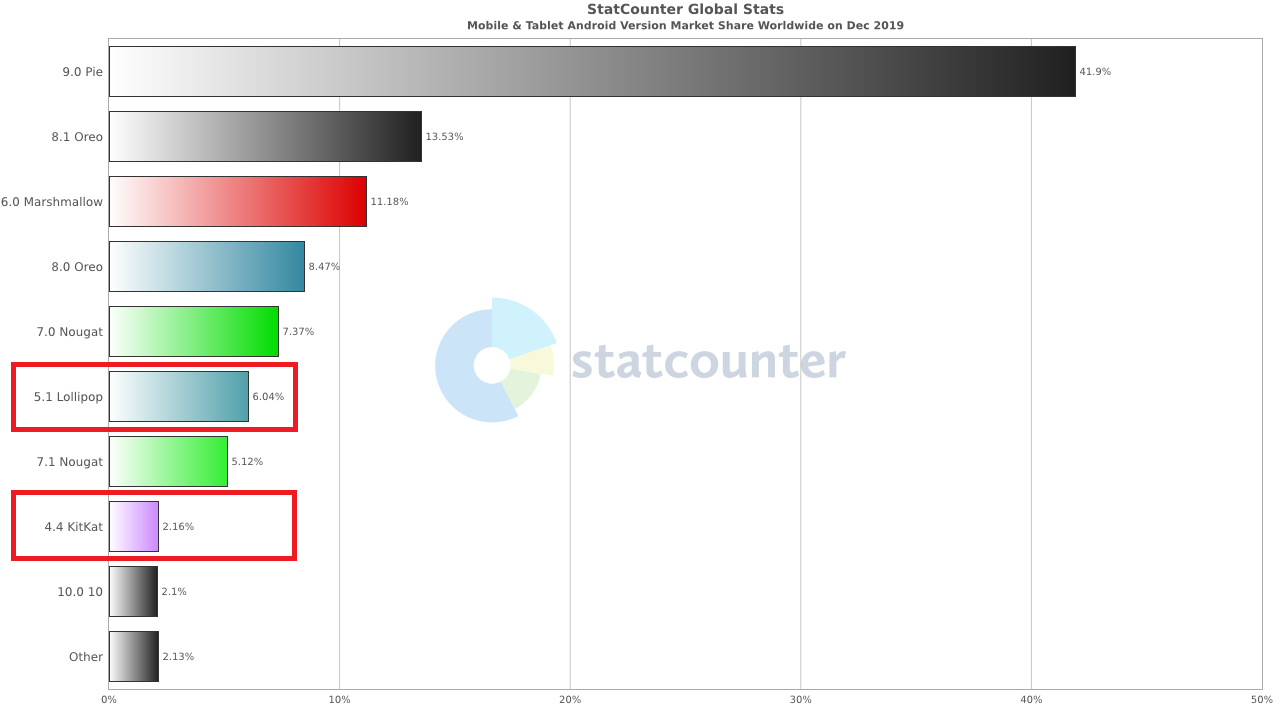 StatCounter Global Stats
Mobile & Tablet Android Version Market Share Worldwide on Dec 2019
9.0 Pie 41.9%
8.1 Oreo 13.53%
6.0 Marshmallow 11.18%
8.0 Oreo 8.47%
7.0 Nougat 7.37%
statcounter
5.1 Lollipop 6.04%
7.1 Nougat 5.12%
4.4 KitKat 2.16%
10.0 10 2.1%
Other 2.13%
0% 10% 20% 30% 40% 50%